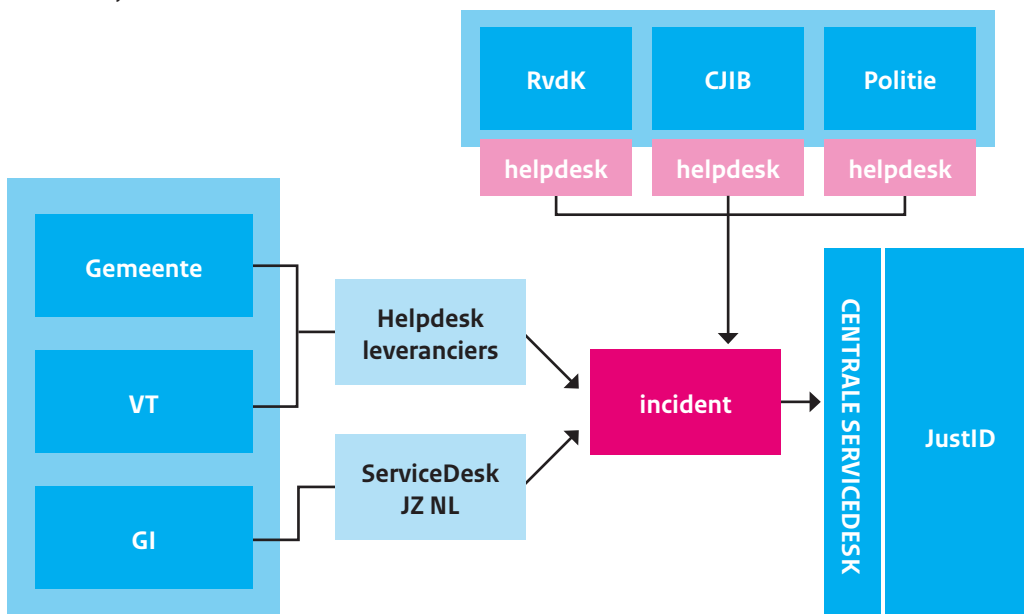 RvdK
CJIB
Politie
helpdesk
helpdesk
helpdesk
Gemeente
VT
GI
Helpdesk
leveranciers
ServiceDesk
JZ NL
incident
CENTRALE SERVICEDESK
JustID